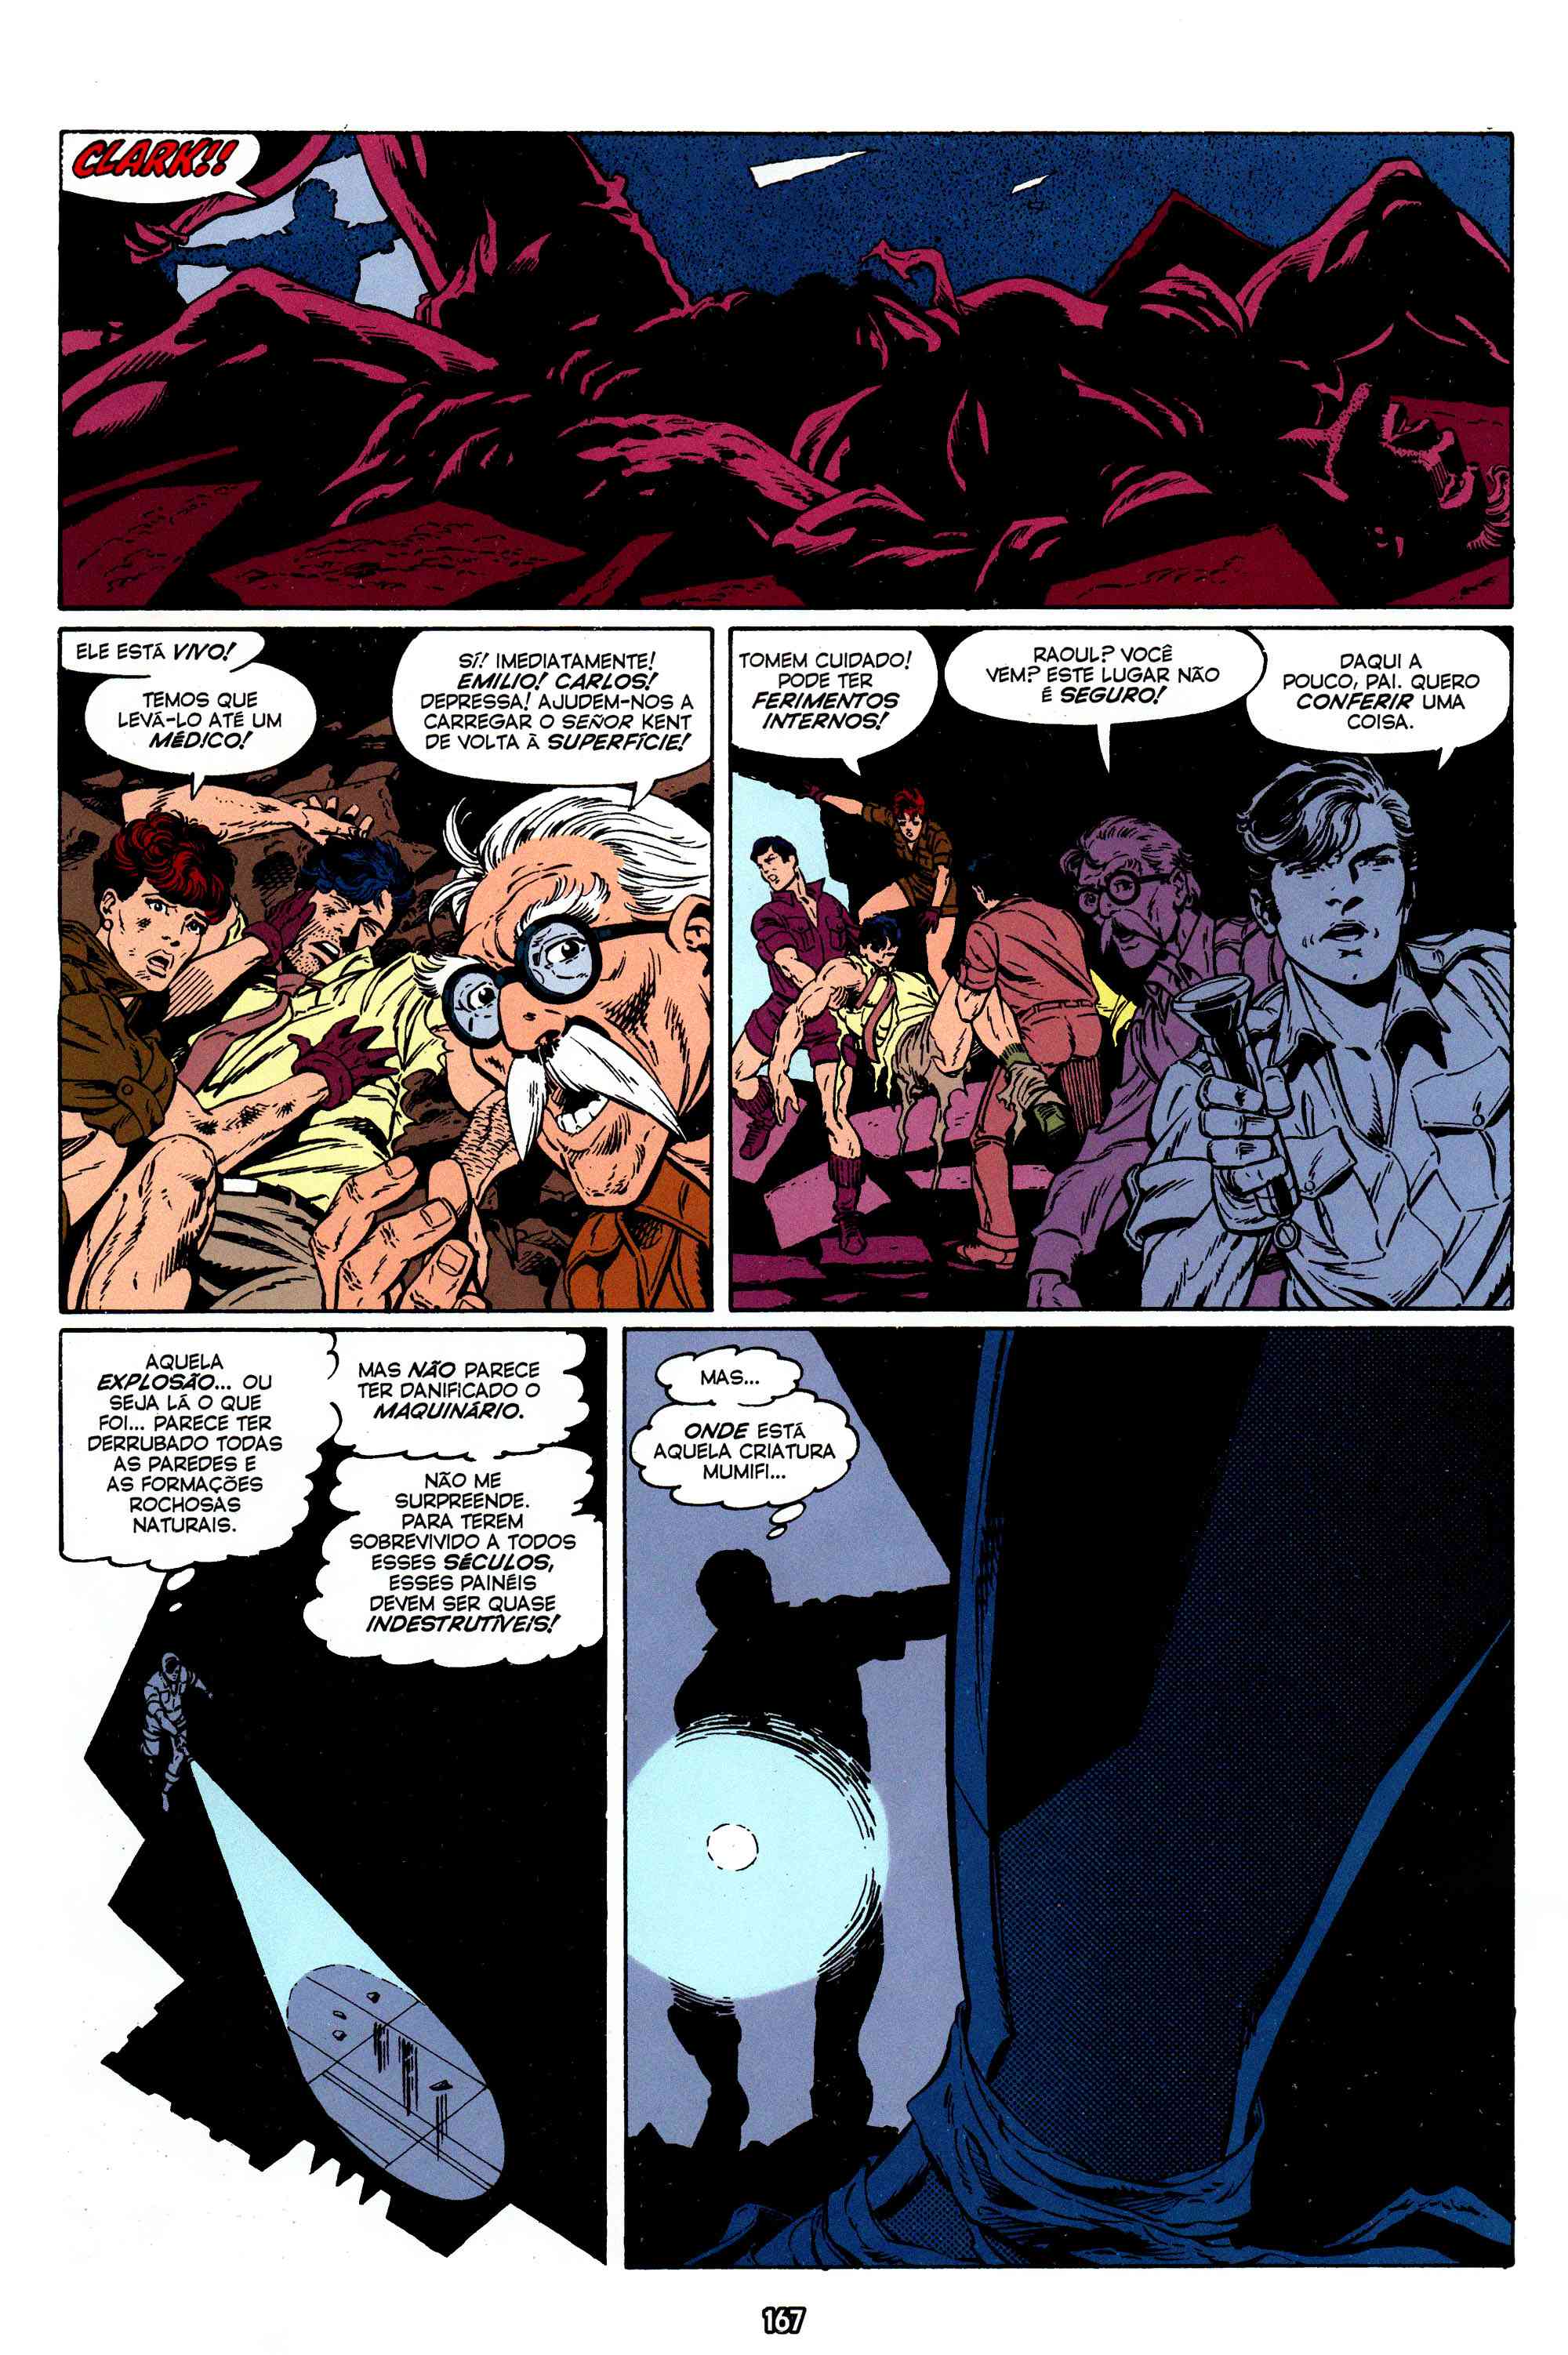 CLARK!!
ELE ESTÁ VIVO!
TEMOS QUE
LEVÁ-LO ATÉ UM
MÉDICO!
SÍ! IMEDIATAMENTE!
EMILIO! CARLOS!
DEPRESSA! AJUDEM-NOS A
CARREGAR O SEÑOR KENT
DE VOLTA À SUPERFÍCIE!
TOMEM CUIDADO!
PODE TER
FERIMENTOS
INTERNOS!
RAOUL? VOCÊ
VEM? ESTE LUGAR NÃO
É SEGURO!
DAQUI A
POUCO, PAI. QUERO
CONFERIR UMA
COISA.
AQUELA
EXPLOSÃO... OU
SEJA LÁ O QUE
FOI... PARECE TER
DERRUBADO TODAS
AS PAREDES E
AS FORMAÇÕES
ROCHOSAS
NATURAIS.
MAS NÃO PARECE
TER DANIFICADO O
MAQUINÁRIO.
NÃO ME
SURPREENDE.
PARA TEREM
SOBREVIVIDO A TODOS
ESSES SÉCULOS,
ESSES PAINÉIS
DEVEM SER QUASE
INDESTRUTÍVEIS!
MAS...
ONDE ESTÁ
AQUELA CRIATURA
MUMIFI...
167